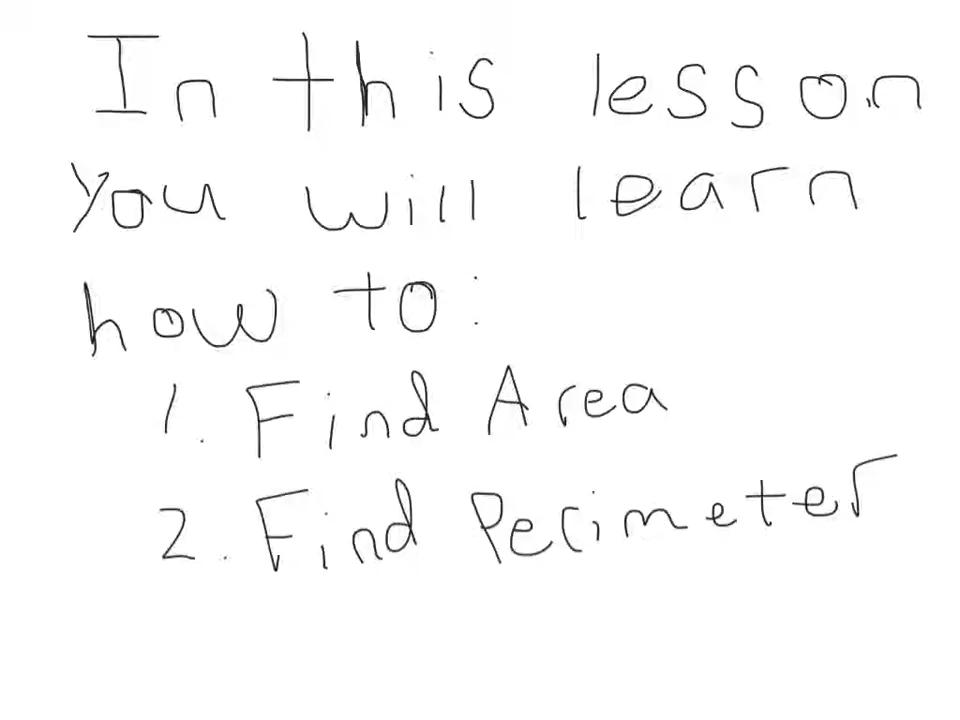 In this lesson
you will learn
how to:
1. Find Area
2. Find Perimeter